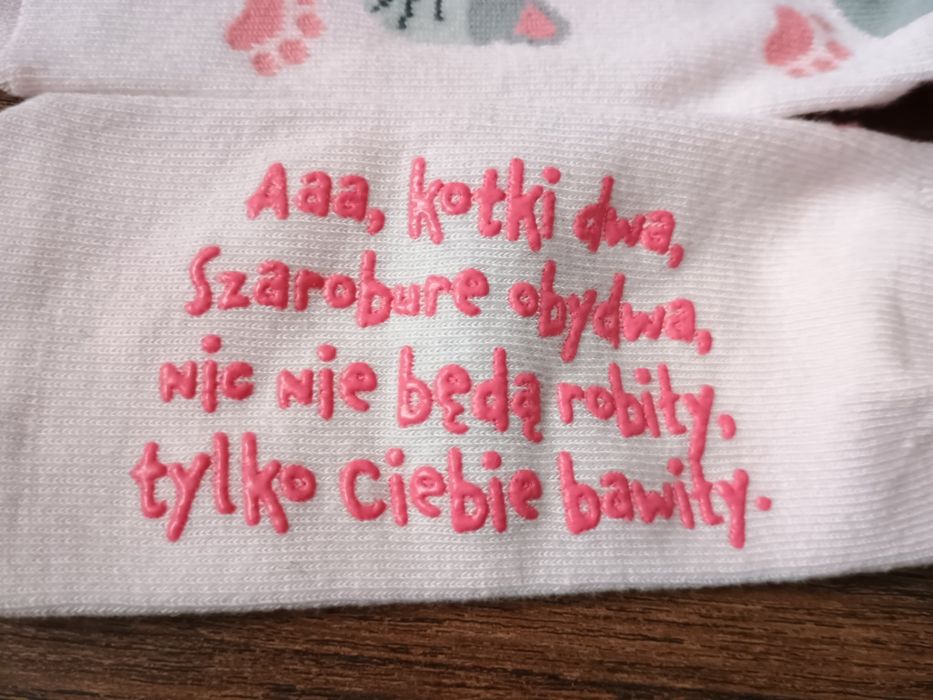 Aaa, kotki dwa,
Szarobure obydwa,
nic nie będą robiły,
tylko Ciebie bawiły.